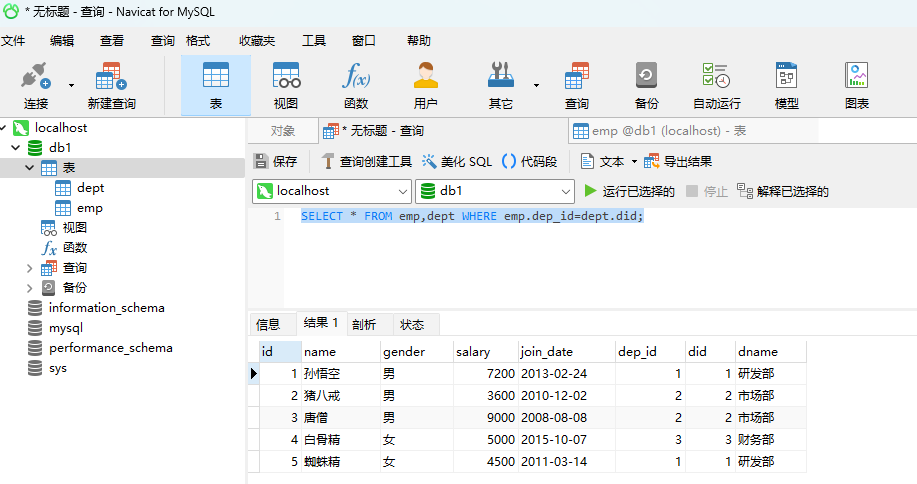 * 无标题 - 查询 - Navicat for MySQL
文件 编辑 查看 查询 格式 收藏夹 工具 窗口 帮助
f(x)
连接 新建查询 表 视图 函数 用户 其它 查询 备份 自动运行 模型 图表
localhost
db1
表
dept
emp
视图
fx 函数
查询
备份
information_schema
mysql
performance_schema
sys
对象 * 无标题 - 查询 emp @db1 (localhost) - 表
保存 查询创建工具 美化 SQL () 代码段 文本 导出结果
localhost db1 运行已选择的 停止 解释已选择的
1 SELECT * FROM emp,dept WHERE emp.dep_id=dept.did;
信息 结果 1 剖析 状态
id name gender salary join_date dep_id did dname
1 孙悟空 男 7200 2013-02-24 1 1 研发部
2 猪八戒 男 3600 2010-12-02 2 2 市场部
3 唐僧 男 9000 2008-08-08 2 2 市场部
4 白骨精 女 5000 2015-10-07 3 3 财务部
5 蜘蛛精 女 4500 2011-03-14 1 1 研发部